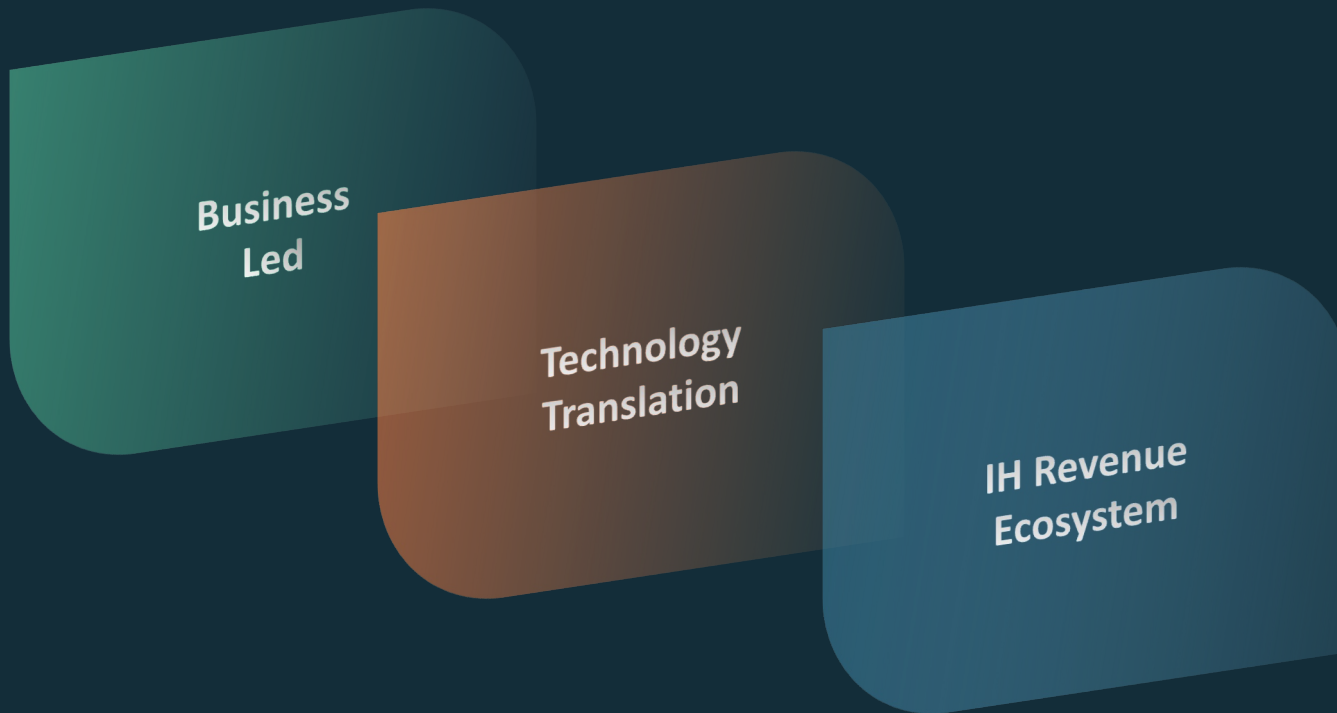 Business
Led
Technology
Translation
IH Revenue
Ecosystem